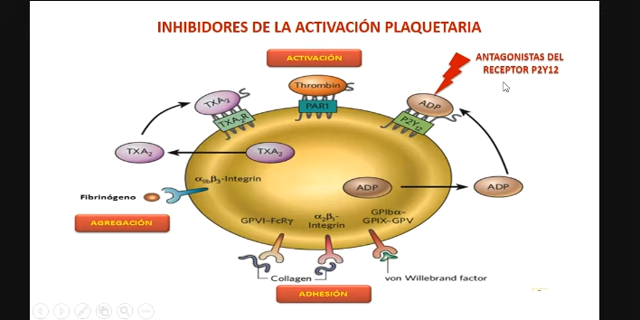 INHIBIDORES DE LA ACTIVACIÓN PLAQUETARIA
ACTIVACIÓN
ANTAGONISTAS DEL
RECEPTOR P2Y12
Thrombin
PAR1
TXA₂
TXA₂R
ADP
P2Y₁₂
TXA₂
TXA₂
αIIbβ₃-Integrin
Fibrinógeno
ADP
ADP
AGREGACIÓN
GPVI-FcRγ
α₂β₁-
Integrin
GPIbα-
GPIX-GPV
Collagen
von Willebrand factor
ADHESIÓN